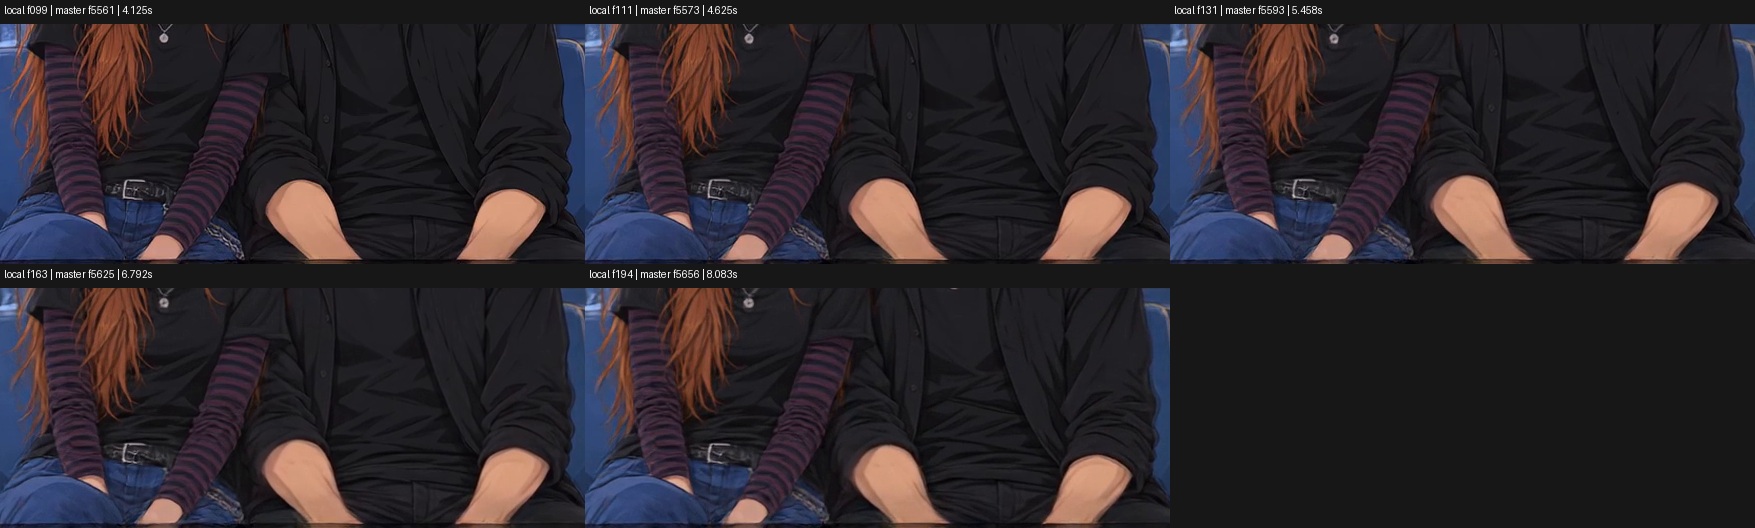 local f099 | master f5561 | 4.125s
local f111 | master f5573 | 4.625s
local f131 | master f5593 | 5.458s
local f163 | master f5625 | 6.792s
local f194 | master f5656 | 8.083s